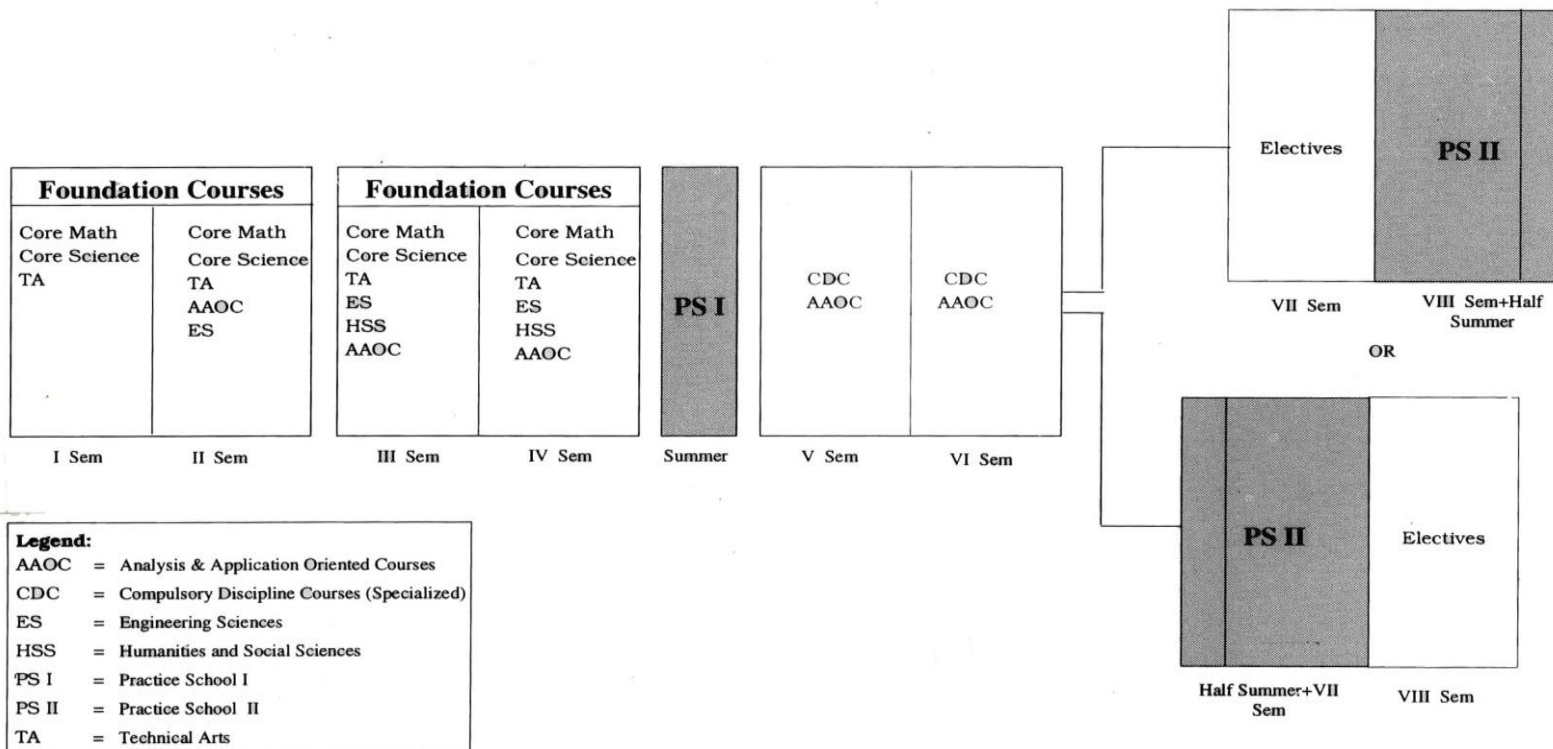 Foundation Courses
Core Math
Core Science
TA
Core Math
Core Science
TA
AAOC
ES
I Sem
II Sem
Foundation Courses
Core Math
Core Science
TA
ES
HSS
AAOC
Core Math
Core Science
TA
ES
HSS
AAOC
III Sem
IV Sem
PS I
Summer
CDC
AAOC
CDC
AAOC
V Sem
VI Sem
Electives
PS II
VII Sem
VIII Sem+Half
Summer
OR
PS II
Electives
Half Summer+VII
Sem
VIII Sem
Legend:
AAOC = Analysis & Application Oriented Courses
CDC = Compulsory Discipline Courses (Specialized)
ES = Engineering Sciences
HSS = Humanities and Social Sciences
PS I = Practice School I
PS II = Practice School II
TA = Technical Arts